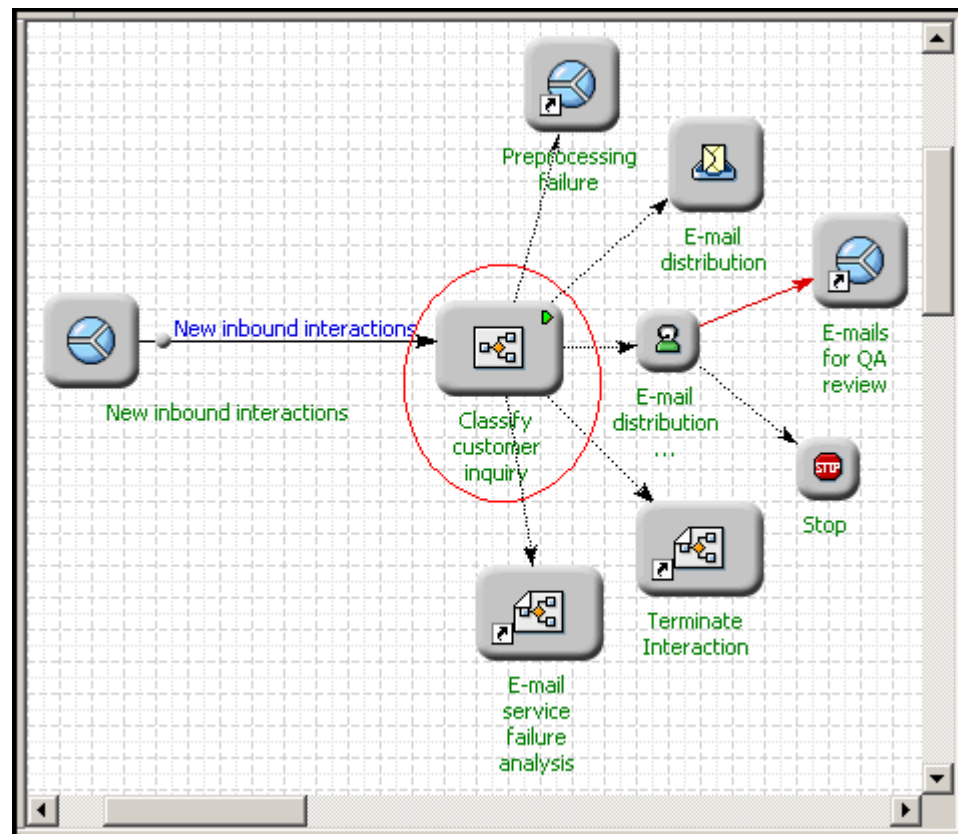 Preprocessing
failure
E-mail
distribution
New inbound interactions
New inbound interactions
Classify
customer
inquiry
E-mail
distribution
...
E-mails
for QA
review
STOP
Stop
Terminate
Interaction
E-mail
service
failure
analysis